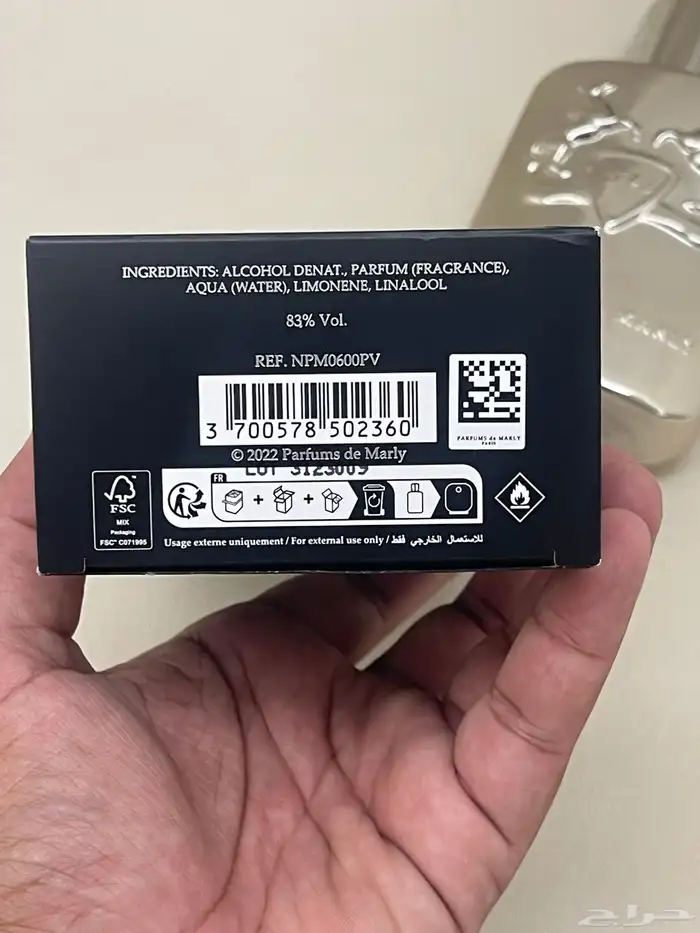 INGREDIENTS: ALCOHOL DENAT., PARFUM (FRAGRANCE),
AQUA (WATER), LIMONENE, LINALOOL
83% Vol.
REF. NPM0600PV
3 700578 502360
PARFUMS de MARLY
PARIS
© 2022 Parfums de Marly
LOT 3123009
FR
FSC
MIX
Packaging
FSC® C071995
Usage externe uniquement / For external use only / للاستعمال الخارجي فقط
حراج